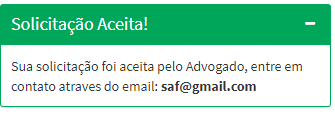 Solicitação Aceita!
Sua solicitação foi aceita pelo Advogado, entre em
contato atraves do email: saf@gmail.com